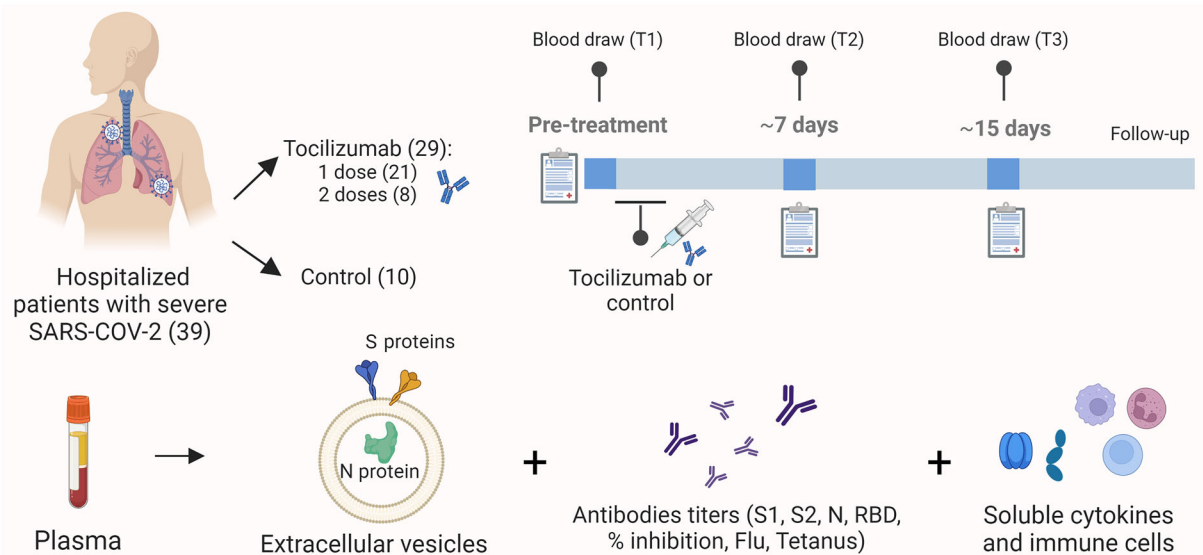 Blood draw (T1)
Blood draw (T2)
Blood draw (T3)
Pre-treatment
~7 days
~15 days
Follow-up
Tocilizumab (29):
1 dose (21)
2 doses (8)
Control (10)
Tocilizumab or
control
Hospitalized
patients with severe
SARS-COV-2 (39)
S proteins
N protein
+
+
Plasma
Extracellular vesicles
Antibodies titers (S1, S2, N, RBD,
% inhibition, Flu, Tetanus)
Soluble cytokines
and immune cells